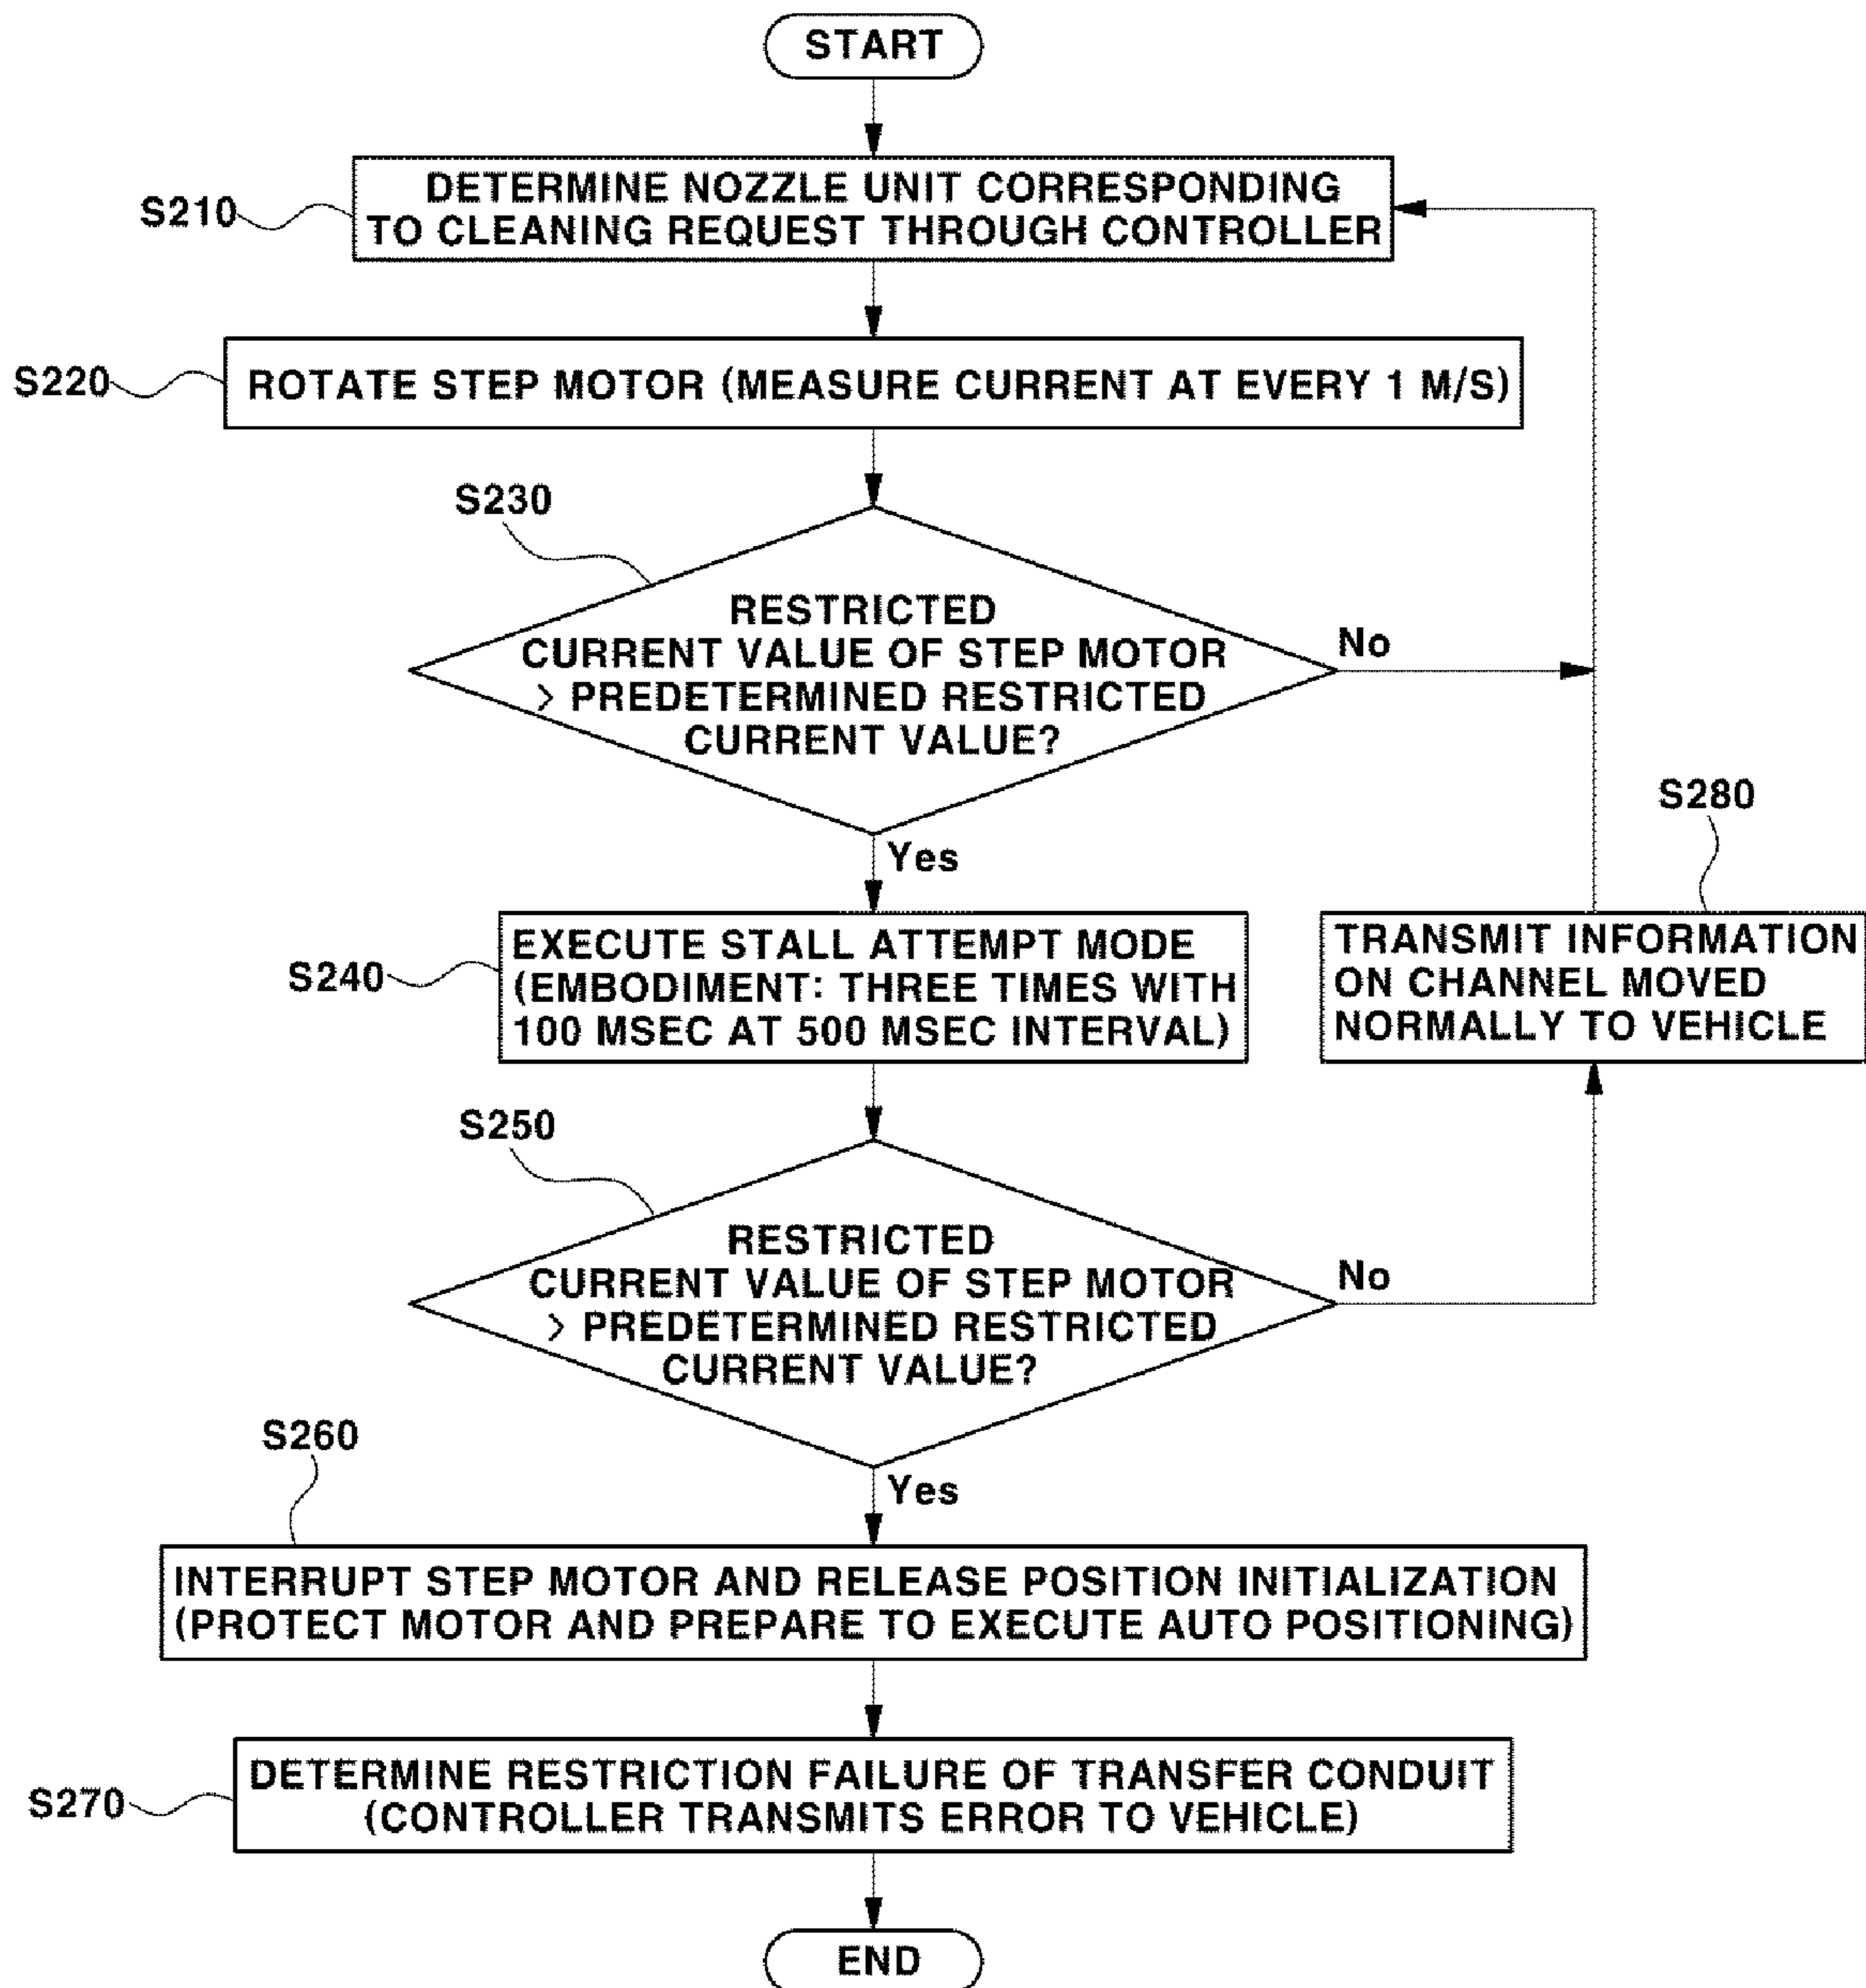 START
S210
DETERMINE NOZZLE UNIT CORRESPONDING
TO CLEANING REQUEST THROUGH CONTROLLER
S220
ROTATE STEP MOTOR (MEASURE CURRENT AT EVERY 1 M/S)
S230
RESTRICTED
CURRENT VALUE OF STEP MOTOR
> PREDETERMINED RESTRICTED
CURRENT VALUE?
No
Yes
S240
EXECUTE STALL ATTEMPT MODE
(EMBODIMENT: THREE TIMES WITH
100 MSEC AT 500 MSEC INTERVAL)
S280
TRANSMIT INFORMATION
ON CHANNEL MOVED
NORMALLY TO VEHICLE
S250
RESTRICTED
CURRENT VALUE OF STEP MOTOR
> PREDETERMINED RESTRICTED
CURRENT VALUE?
No
Yes
S260
INTERRUPT STEP MOTOR AND RELEASE POSITION INITIALIZATION
(PROTECT MOTOR AND PREPARE TO EXECUTE AUTO POSITIONING)
S270
DETERMINE RESTRICTION FAILURE OF TRANSFER CONDUIT
(CONTROLLER TRANSMITS ERROR TO VEHICLE)
END